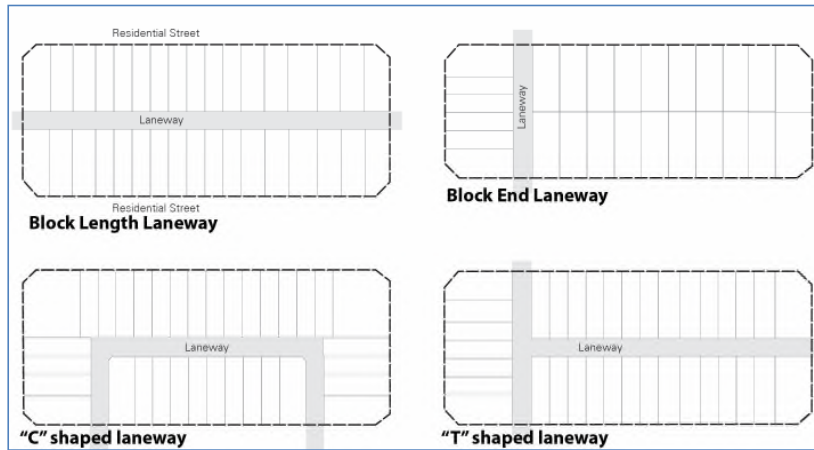 Residential Street
Laneway
Residential Street
Block Length Laneway
Laneway
Block End Laneway
Laneway
“C” shaped laneway
Laneway
“T” shaped laneway